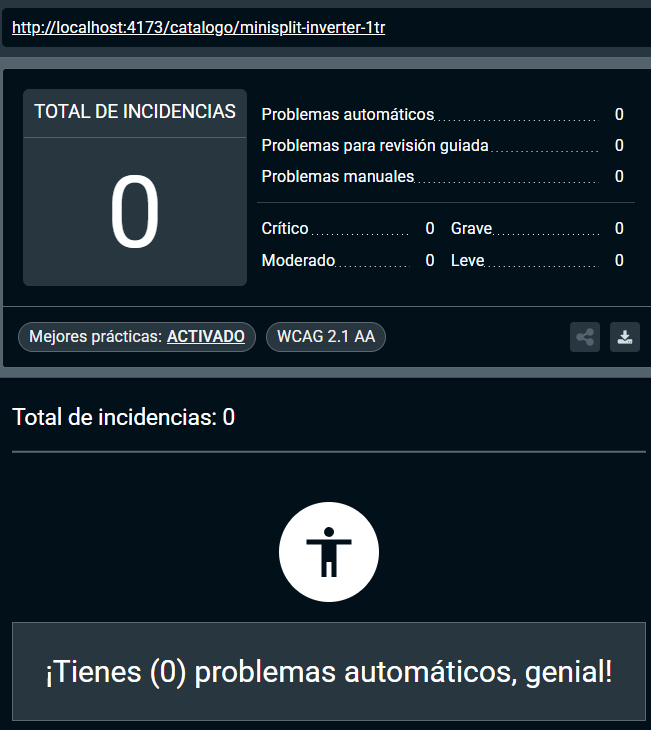 http://localhost:4173/catalogo/minisplit-inverter-1tr
TOTAL DE INCIDENCIAS
0
Problemas automáticos 0
Problemas para revisión guiada 0
Problemas manuales 0
Crítico 0 Grave 0
Moderado 0 Leve 0
Mejores prácticas: ACTIVADO WCAG 2.1 AA
Total de incidencias: 0
¡Tienes (0) problemas automáticos, genial!